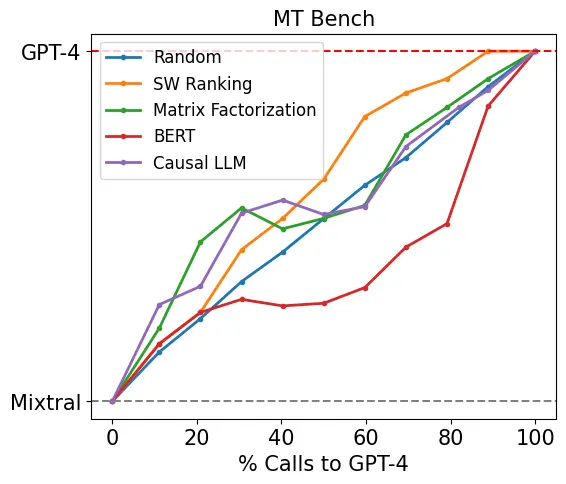 MT Bench
GPT-4
Mixtral
Random
SW Ranking
Matrix Factorization
BERT
Causal LLM
0 20 40 60 80 100
% Calls to GPT-4